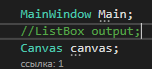 MainWindow Main;
//ListBox output;
Canvas canvas;
ссылка: 1